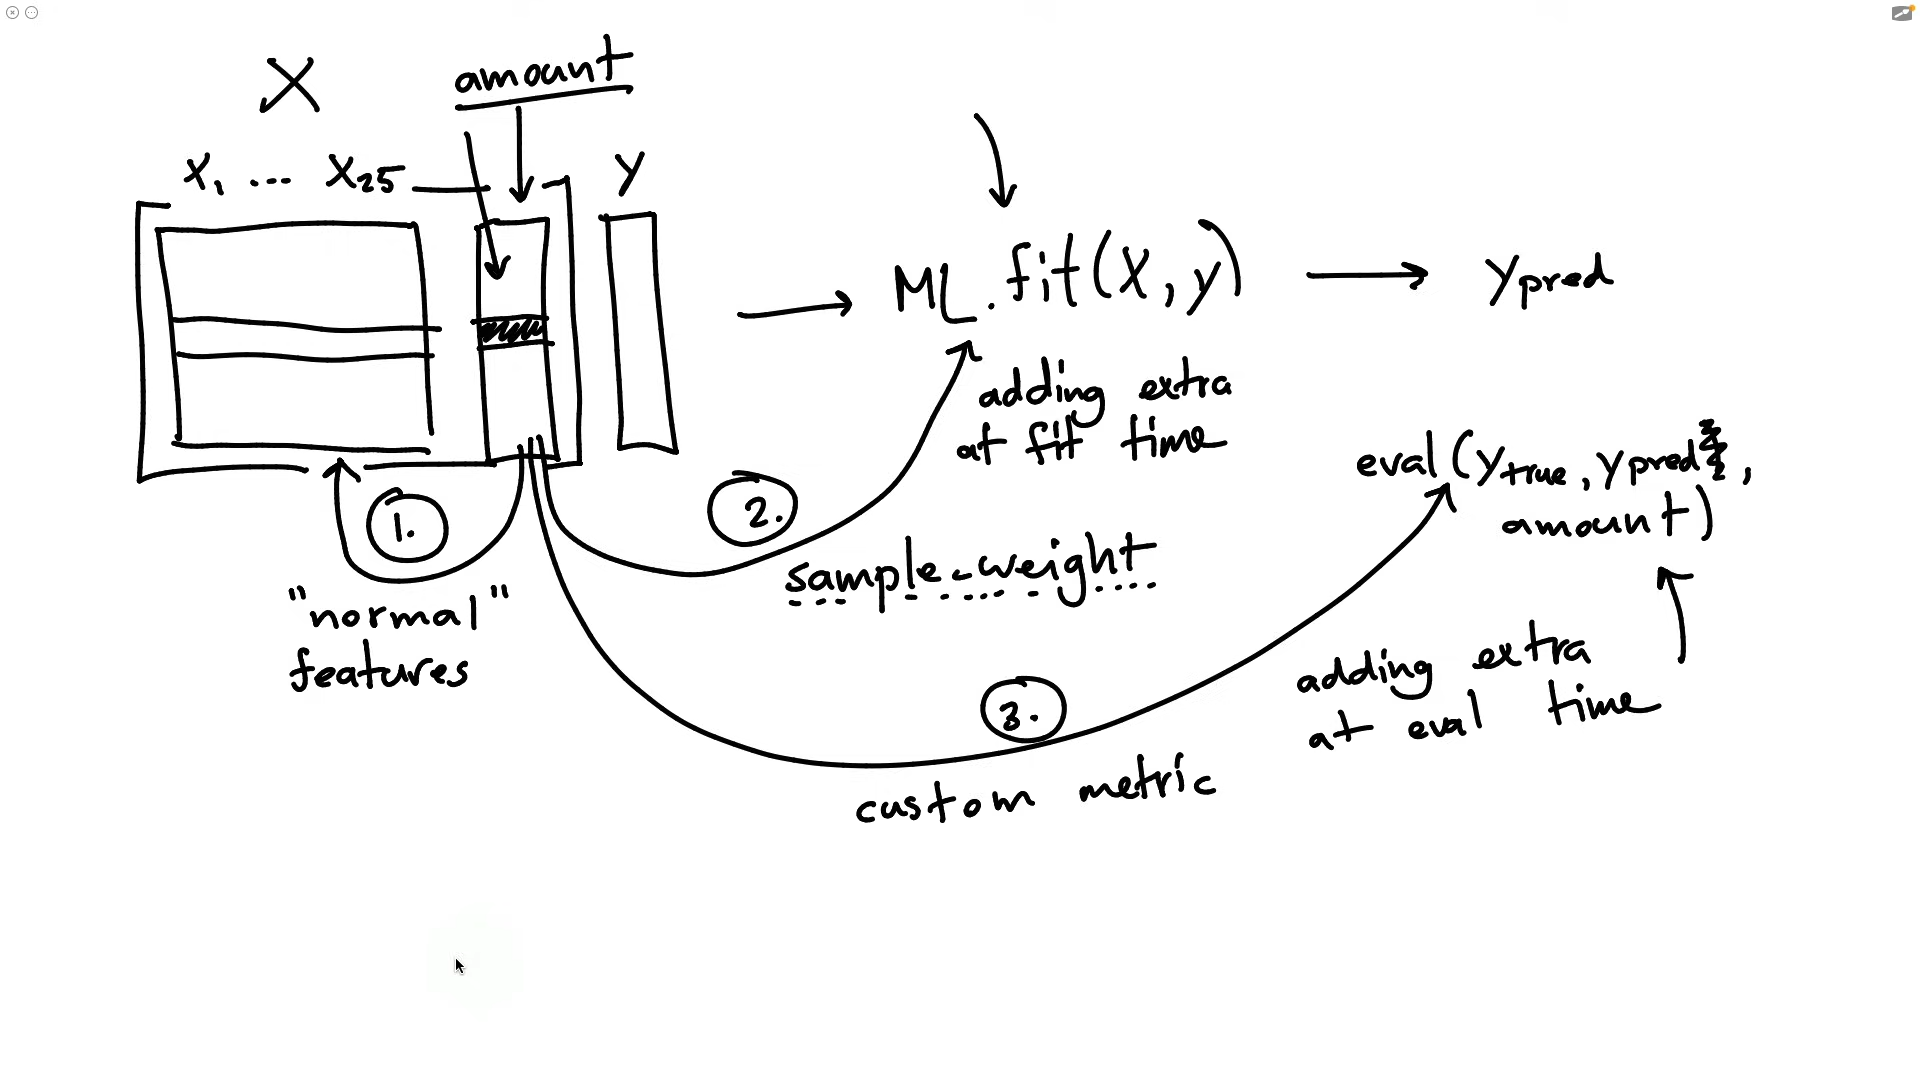 X
amount
x₁ ... x₂₅
y
ML.fit(X, y)
ypred
adding extra
at fit time
eval(ytrue, ypred,
amount)
1.
2.
"normal"
features
sample_weight
adding extra
at eval time
3.
custom metric